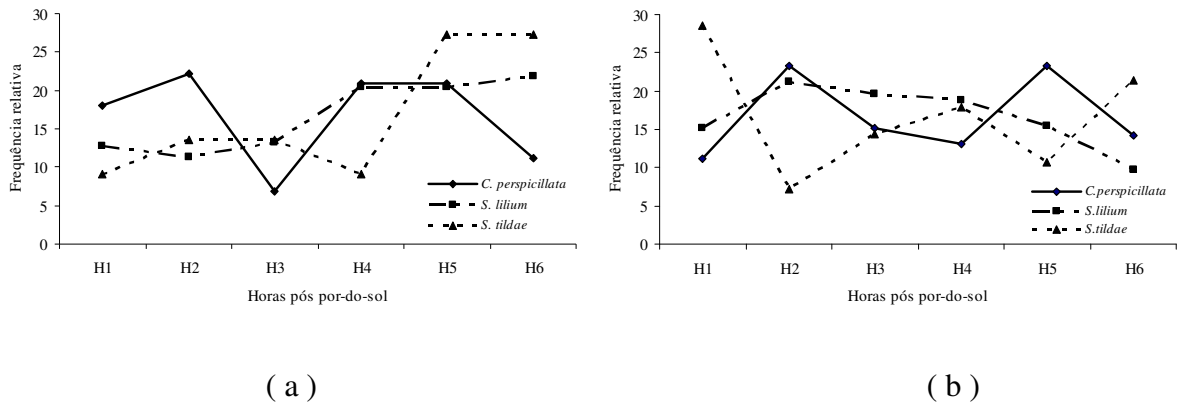 30
25
20
15
10
5
0
Frequência relativa
H1 H2 H3 H4 H5 H6
Horas pós por-do-sol
C. perspicillata
S. lilium
S. tildae
( a )
30
25
20
15
10
5
0
Frequência relativa
H1 H2 H3 H4 H5 H6
Horas pós por-do-sol
C.perspicillata
S.lilium
S.tildae
( b )